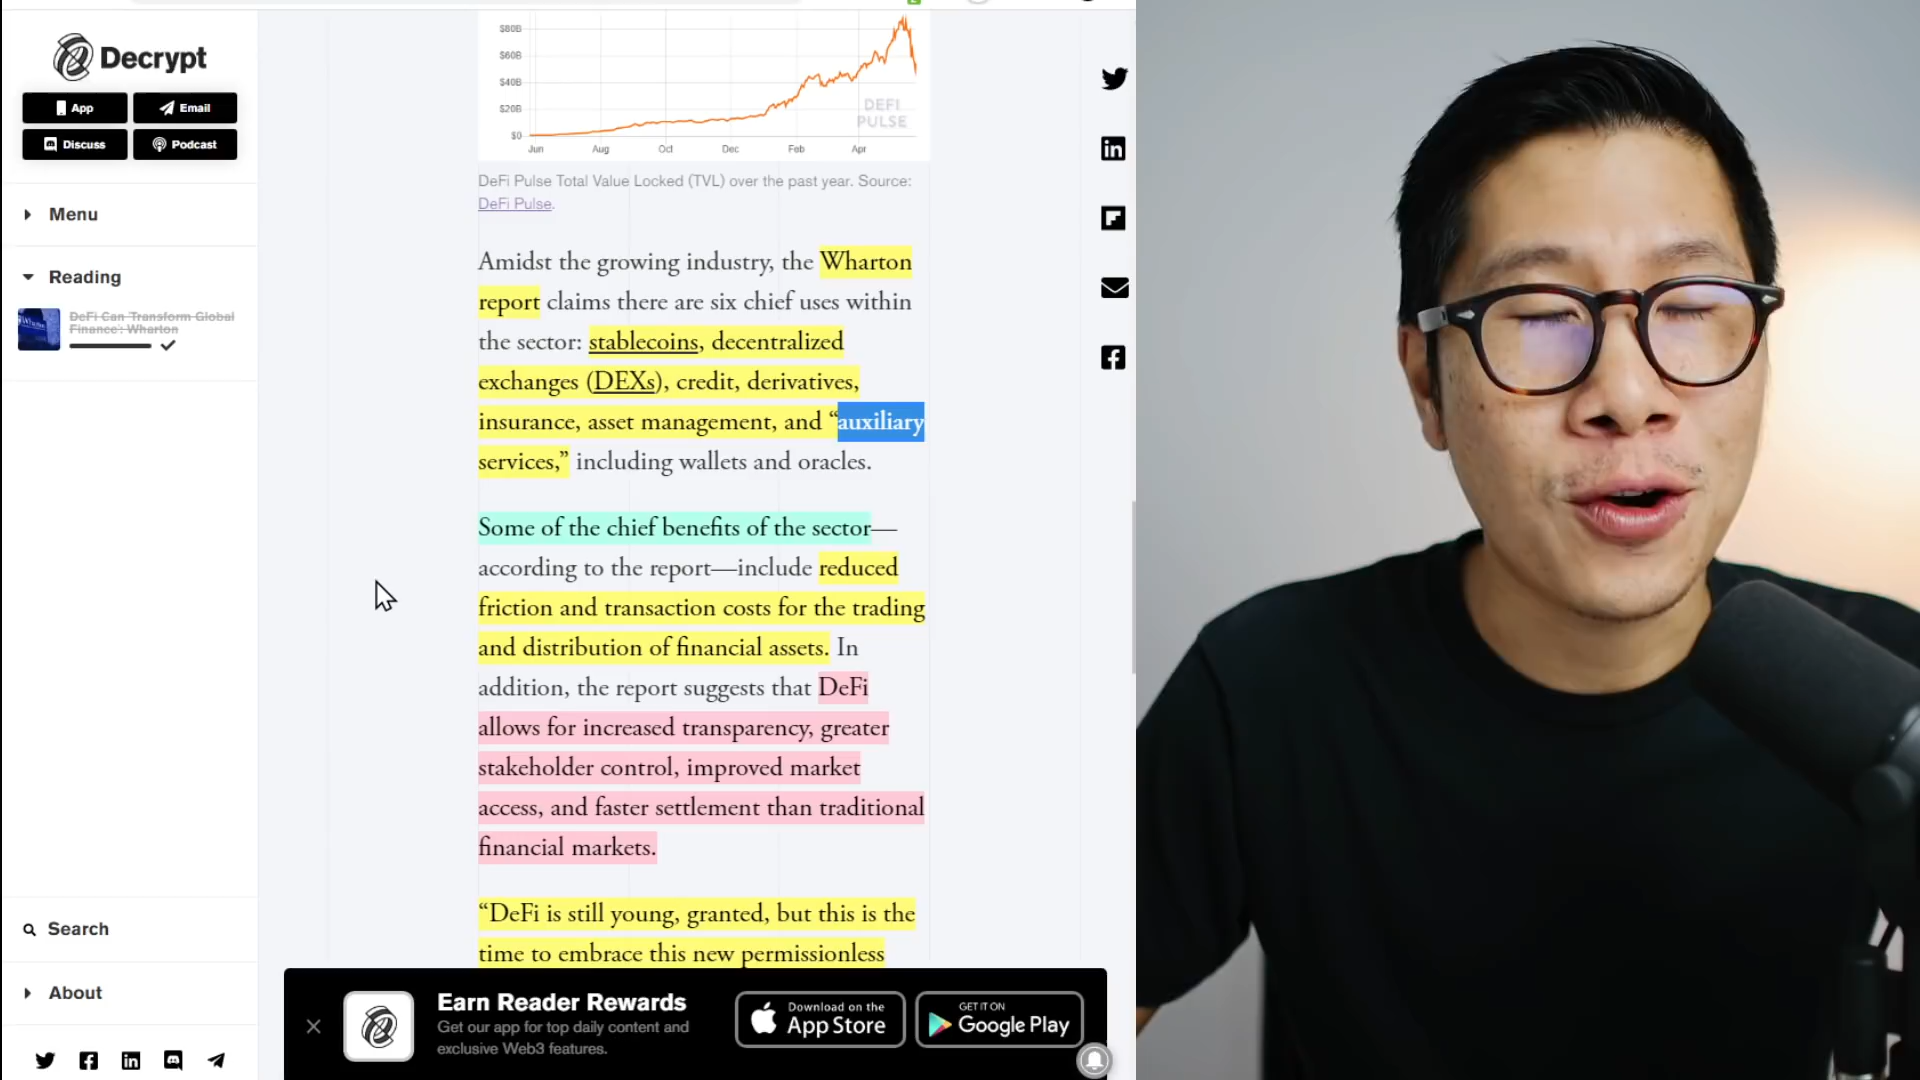 Decrypt
App
Email
Discuss
Podcast
Menu
Reading
DeFi Can 'Transform Global
Finance': Wharton
Search
About
$80B
$60B
$40B
$20B
$0
DEFI
PULSE
Jun
Aug
Oct
Dec
Feb
Apr
DeFi Pulse Total Value Locked (TVL) over the past year. Source:
DeFi Pulse.
Amidst the growing industry, the Wharton
report claims there are six chief uses within
the sector: stablecoins, decentralized
exchanges (DEXs), credit, derivatives,
insurance, asset management, and “auxiliary
services,” including wallets and oracles.
Some of the chief benefits of the sector—
according to the report—include reduced
friction and transaction costs for the trading
and distribution of financial assets. In
addition, the report suggests that DeFi
allows for increased transparency, greater
stakeholder control, improved market
access, and faster settlement than traditional
financial markets.
“DeFi is still young, granted, but this is the
time to embrace this new permissionless
Earn Reader Rewards
Get our app for top daily content and
exclusive Web3 features.
Download on the
App Store
GET IT ON
Google Play